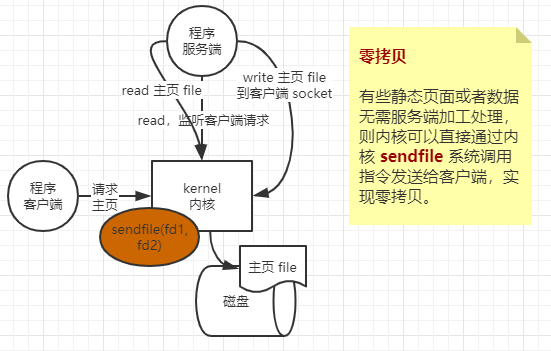 程序
服务端
read 主页 file
write 主页 file
到客户端 socket
read，监听客户端请求
程序
客户端
请求
主页
kernel
内核
sendfile(fd1,
fd2)
主页 file
磁盘
零拷贝
有些静态页面或者数据
无需服务端加工处理，
则内核可以直接通过内
核 sendfile 系统调用
指令发送给客户端，实
现零拷贝。